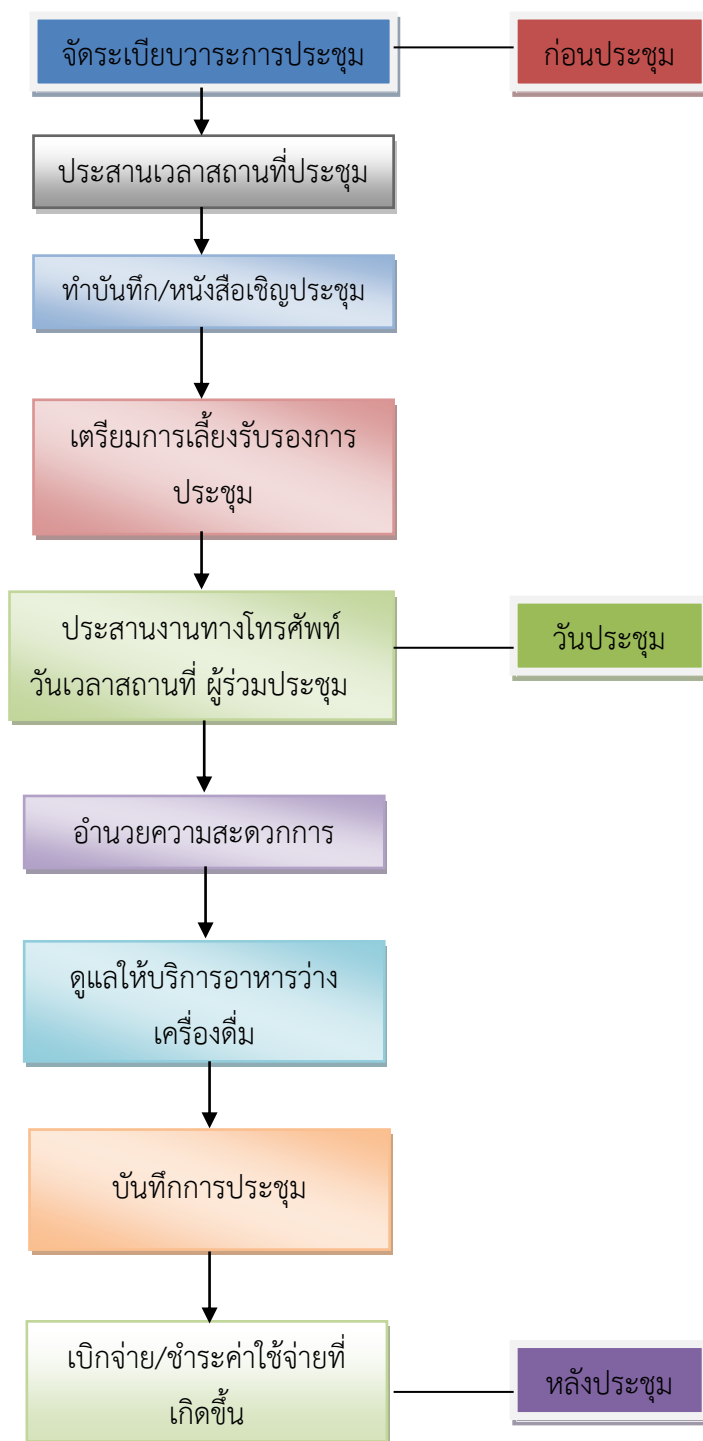 จัดระเบียบวาระการประชุม
ก่อนประชุม
ประสานเวลาสถานที่ประชุม
ทำบันทึก/หนังสือเชิญประชุม
เตรียมการเลี้ยงรับรองการ
ประชุม
ประสานงานทางโทรศัพท์
วันเวลาสถานที่ ผู้ร่วมประชุม
วันประชุม
อำนวยความสะดวกการ
ดูแลให้บริการอาหารว่าง
เครื่องดื่ม
บันทึกการประชุม
เบิกจ่าย/ชำระค่าใช้จ่ายที่
เกิดขึ้น
หลังประชุม